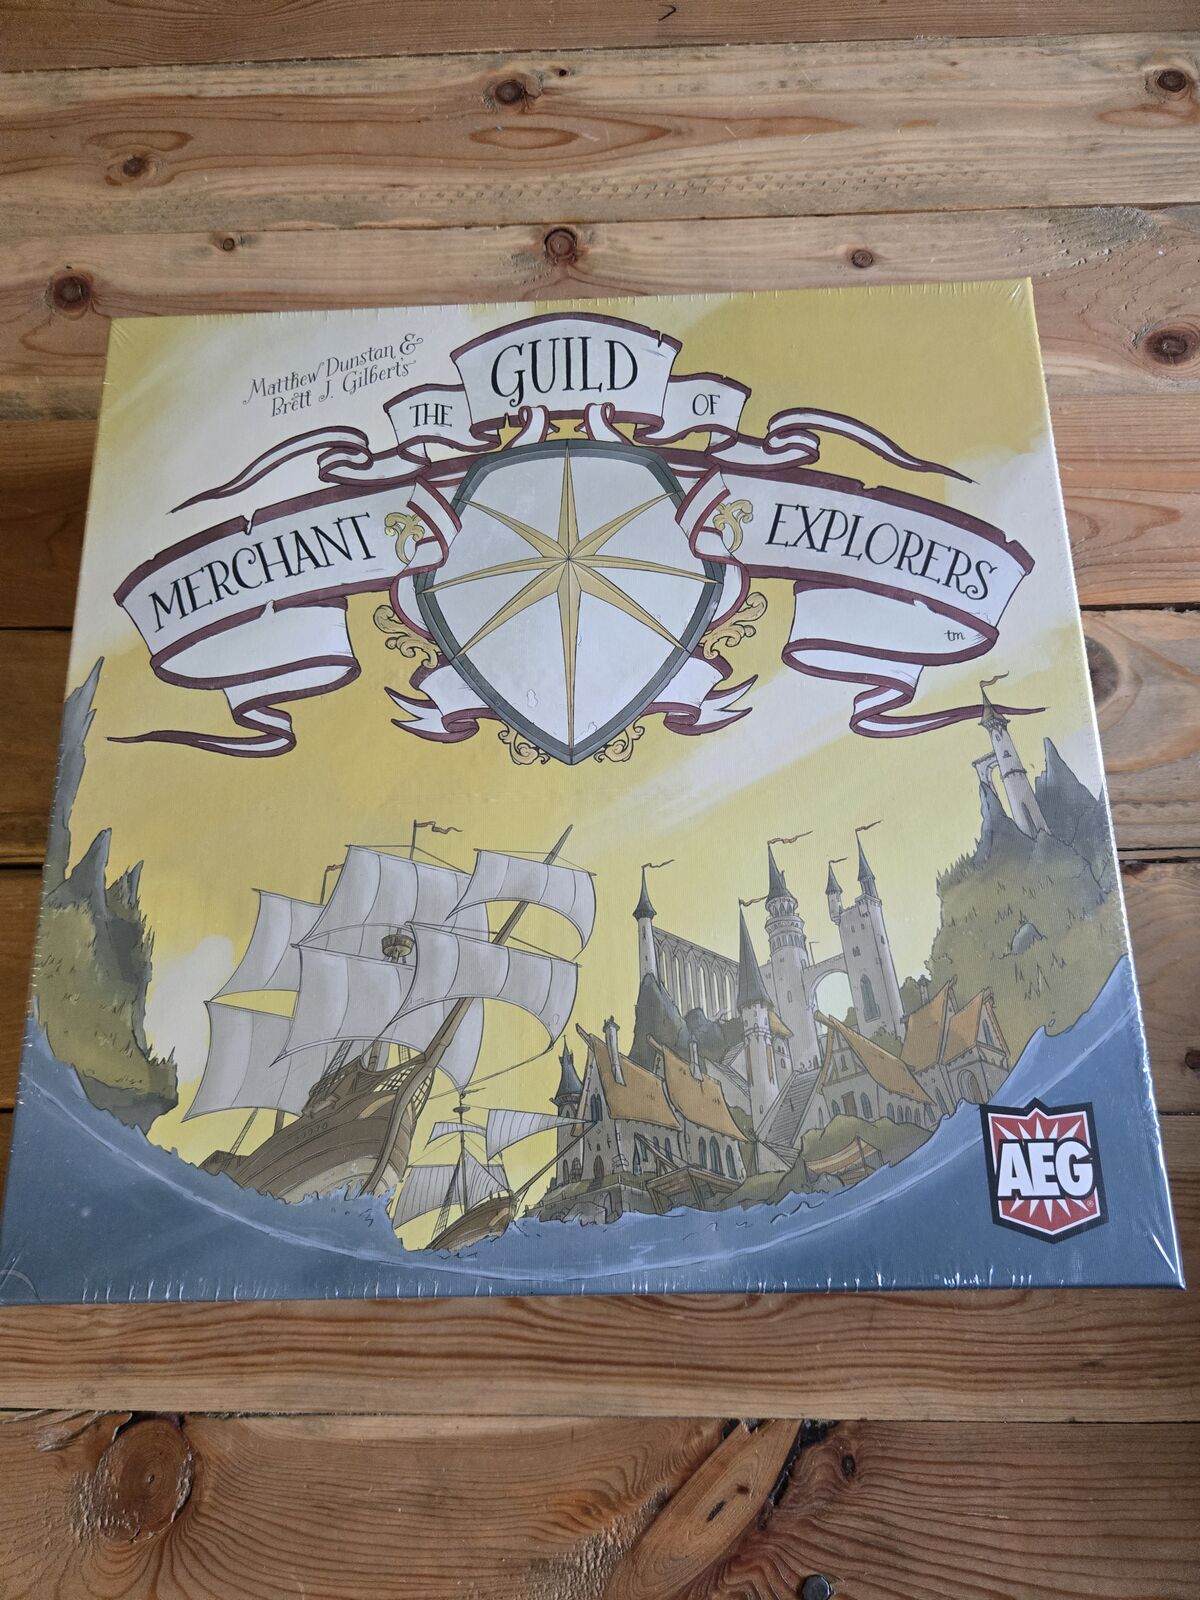 Matthew Dunstan &
Brett J. Gilbert's
THE GUILD OF
MERCHANT EXPLORERS
tm
AEG